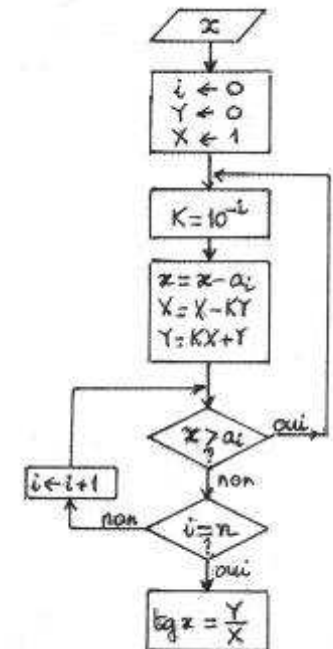 x
i ← 0
Y ← 0
X ← 1
K = 10⁻ⁱ
x = x - aᵢ
X = X - KY
Y = KX + Y
x > aᵢ
?
oui
non
i ← i+1
non
i = n
?
oui
tg x = Y/X